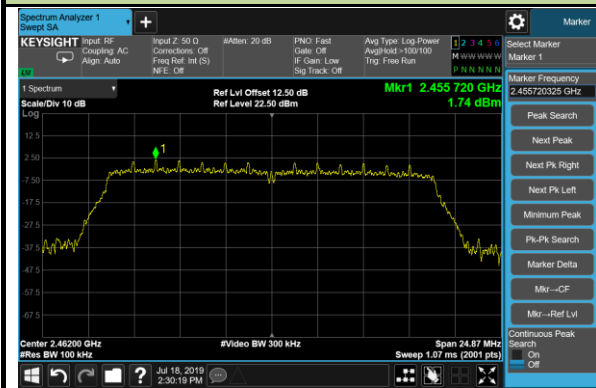 Spectrum Analyzer 1
Swept SA
+
Marker
KEYSIGHT
Input: RF
Coupling: AC
Align: Auto
Input Z: 50 Ω
Corrections: Off
Freq Ref: Int (S)
NFE: Off
#Atten: 20 dB
PNO: Fast
Gate: Off
IF Gain: Low
Sig Track: Off
Avg Type: Log-Power
Avg|Hold:>100/100
Trig: Free Run
1 2 3 4 5 6
M W W W W W
P N N N N N
LXI
Select Marker
Marker 1
1 Spectrum
Scale/Div 10 dB
Log
Ref Lvl Offset 12.50 dB
Ref Level 22.50 dBm
Mkr1 2.455 720 GHz
1.74 dBm
Marker Frequency
2.455720325 GHz
Peak Search
Next Peak
Next Pk Right
Next Pk Left
Minimum Peak
Pk-Pk Search
Marker Delta
Mkr→CF
Mkr→Ref Lvl
Continuous Peak
Search
On
Off
12.5
2.50
-7.50
-17.5
-27.5
-37.5
-47.5
-57.5
-67.5
1
Center 2.46200 GHz
#Res BW 100 kHz
#Video BW 300 kHz
Span 24.87 MHz
Sweep 1.07 ms (2001 pts)
?
Jul 18, 2019
2:30:19 PM